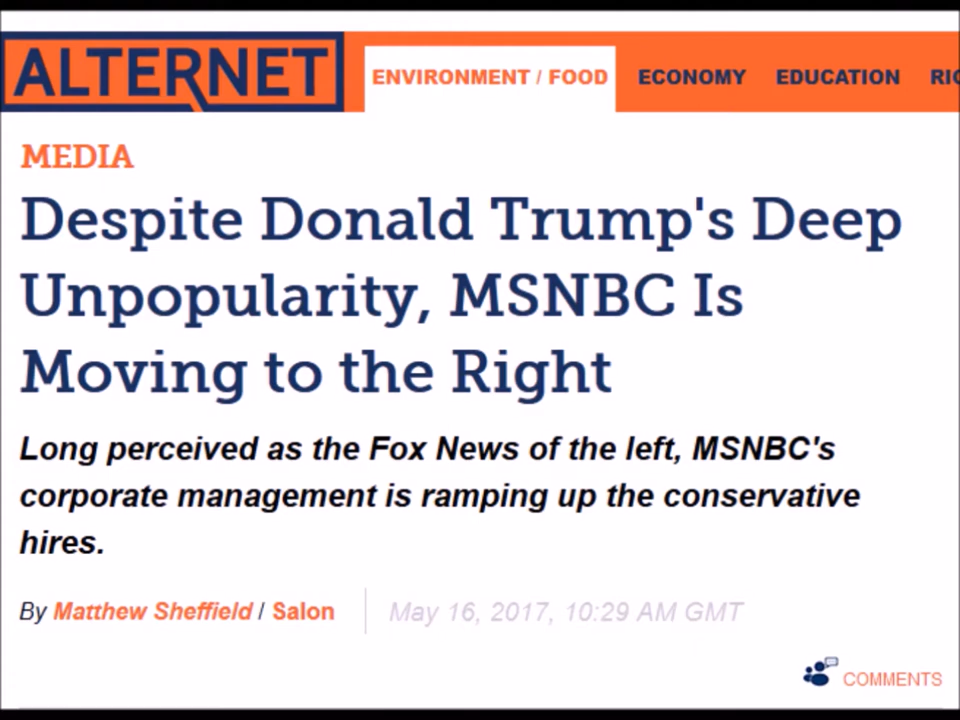 ALTERNET
ENVIRONMENT / FOOD ECONOMY EDUCATION
MEDIA
Despite Donald Trump's Deep
Unpopularity, MSNBC Is
Moving to the Right
Long perceived as the Fox News of the left, MSNBC's
corporate management is ramping up the conservative
hires.
By Matthew Sheffield / Salon May 16, 2017, 10:29 AM GMT
COMMENTS